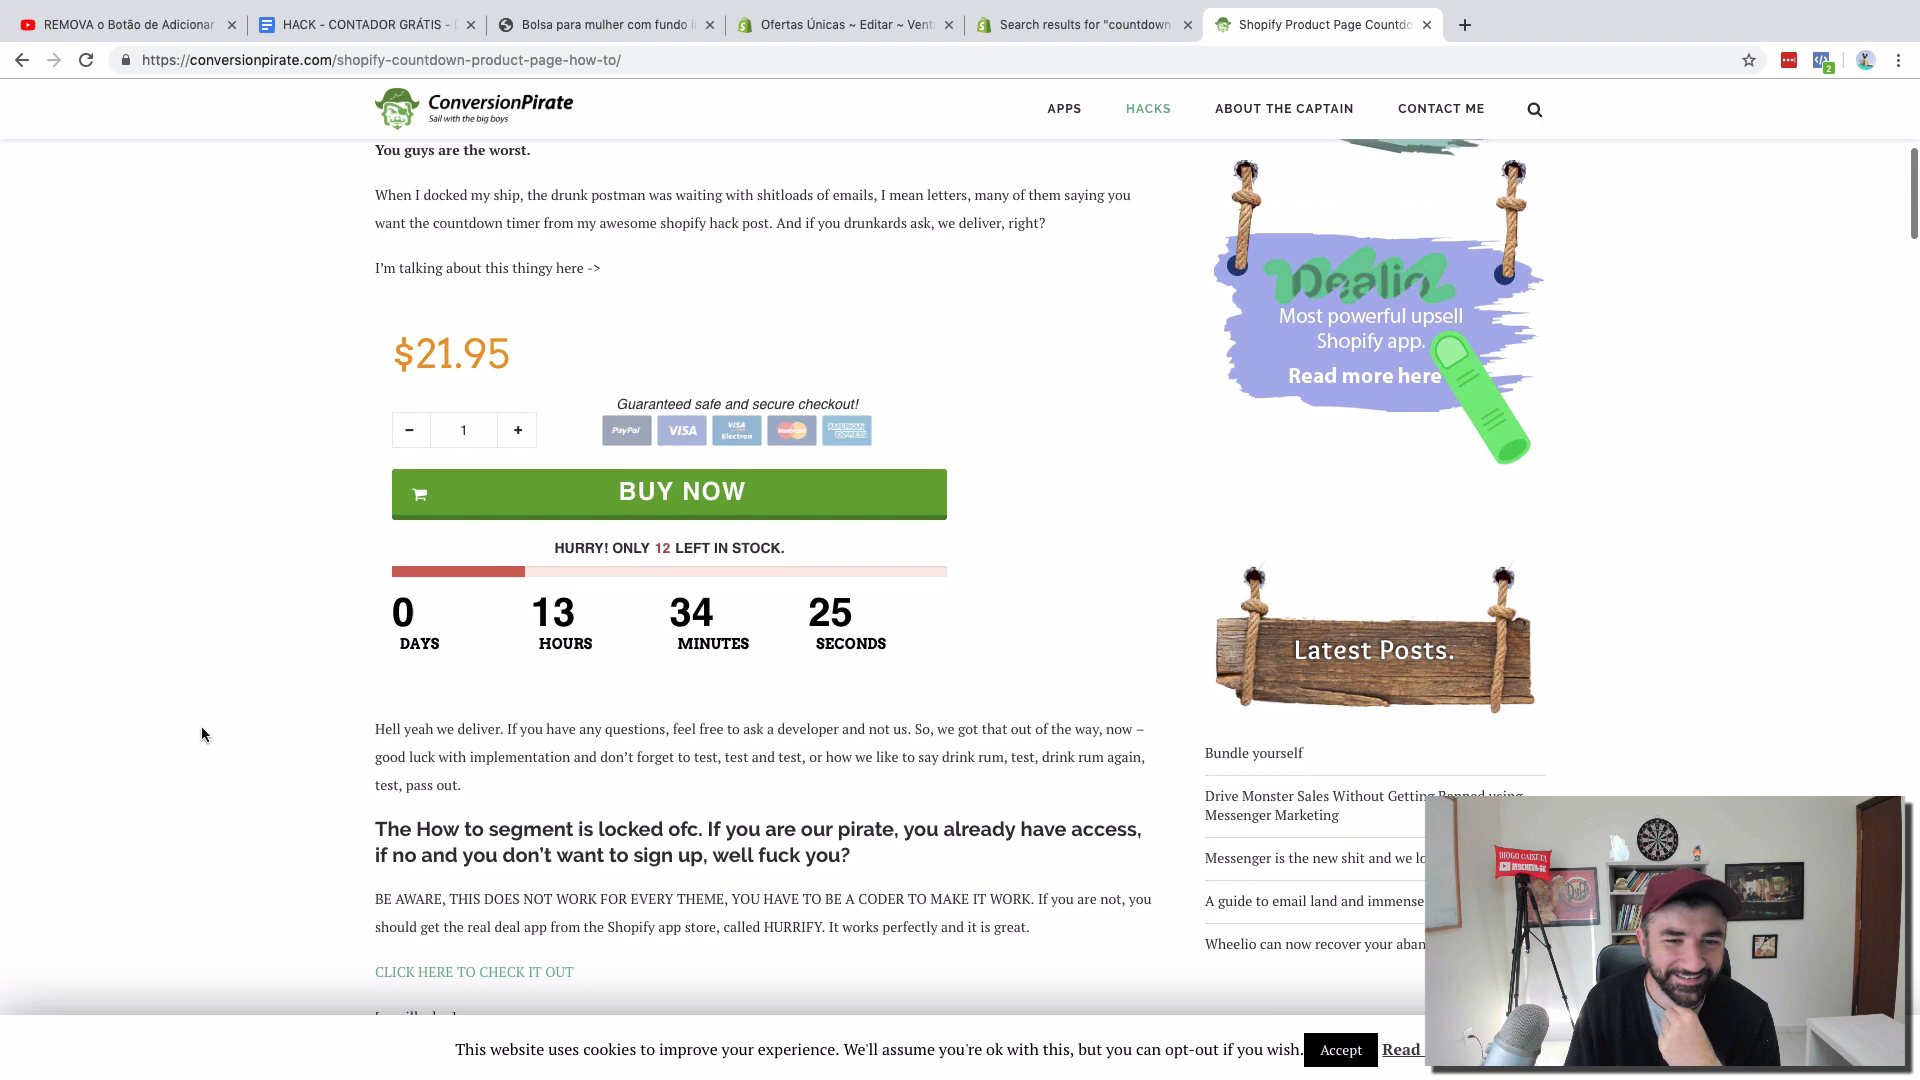 REMOVA o Botão de Adicionar
HACK - CONTADOR GRÁTIS -
Bolsa para mulher com fundo
Ofertas Únicas ~ Editar ~ Vent
Search results for "countdown
Shopify Product Page Countdo
https://conversionpirate.com/shopify-countdown-product-page-how-to/
2
ConversionPirate
Sail with the big boys
APPS
HACKS
ABOUT THE CAPTAIN
CONTACT ME
You guys are the worst.
When I docked my ship, the drunk postman was waiting with shitloads of emails, I mean letters, many of them saying you
want the countdown timer from my awesome shopify hack post. And if you drunkards ask, we deliver, right?
I'm talking about this thingy here ->
$21.95
Guaranteed safe and secure checkout!
- 1 +
PayPal VISA VISA Electron MasterCard AMERICAN EXPRESS
BUY NOW
HURRY! ONLY 12 LEFT IN STOCK.
0 13 34 25
DAYS HOURS MINUTES SECONDS
Hell yeah we deliver. If you have any questions, feel free to ask a developer and not us. So, we got that out of the way, now –
good luck with implementation and don't forget to test, test and test, or how we like to say drink rum, test, drink rum again,
test, pass out.
The How to segment is locked ofc. If you are our pirate, you already have access,
if no and you don't want to sign up, well fuck you?
BE AWARE, THIS DOES NOT WORK FOR EVERY THEME, YOU HAVE TO BE A CODER TO MAKE IT WORK. If you are not, you
should get the real deal app from the Shopify app store, called HURRIFY. It works perfectly and it is great.
CLICK HERE TO CHECK IT OUT
Dealio
Most powerful upsell
Shopify app.
Read more here
Latest Posts.
Bundle yourself
Drive Monster Sales Without Getting Banned using
Messenger Marketing
Messenger is the new shit and we lo
A guide to email land and immense
Wheelio can now recover your aban
DIOGO CAIXETA
INSCREVA-SE
This website uses cookies to improve your experience. We'll assume you're ok with this, but you can opt-out if you wish.
Accept
Read